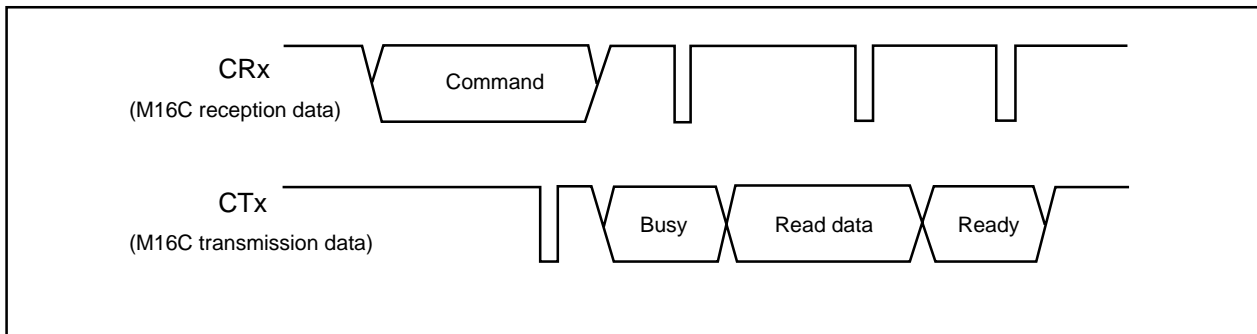 CRx
Command
(M16C reception data)
CTx
Busy
Read data
Ready
(M16C transmission data)